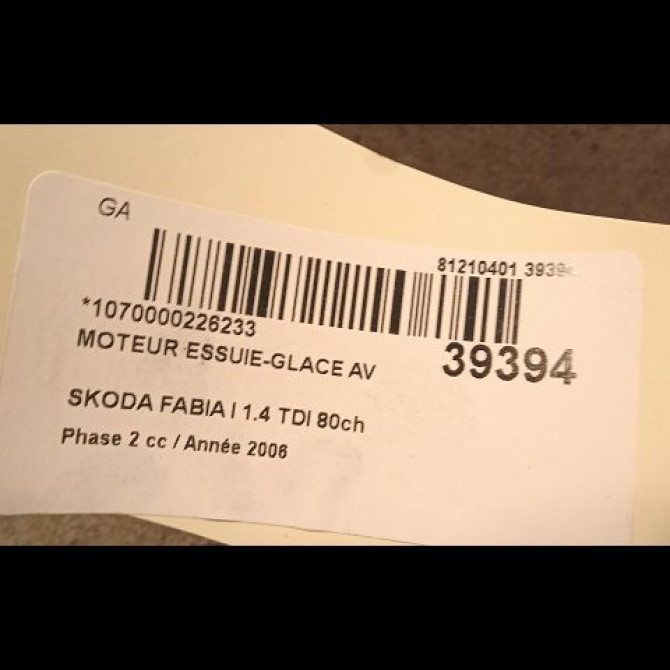 GA
81210401 39394
*1070000226233
39394
MOTEUR ESSUIE-GLACE AV
SKODA FABIA I 1.4 TDI 80ch
Phase 2 cc / Année 2006